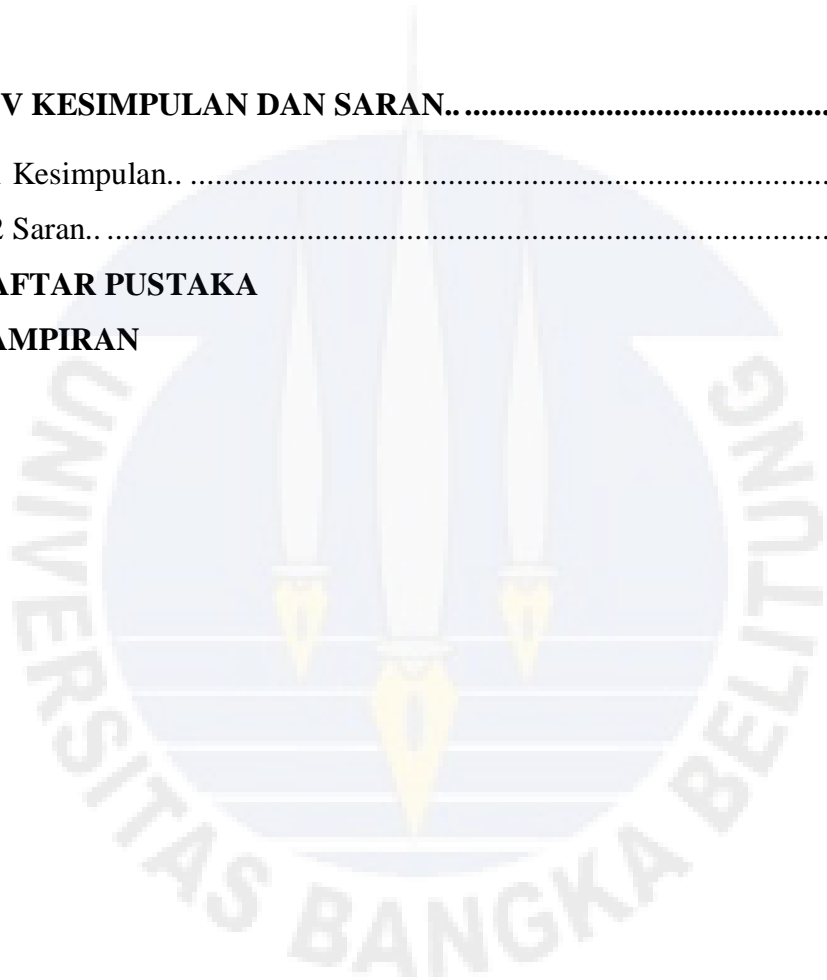 V KESIMPULAN DAN SARAN.. ..........................................
Kesimpulan.. ..........................................................................
2 Saran.. ....................................................................................
AFTAR PUSTAKA
AMPIRAN
UNIVERSITAS BANGKA BELITUNG